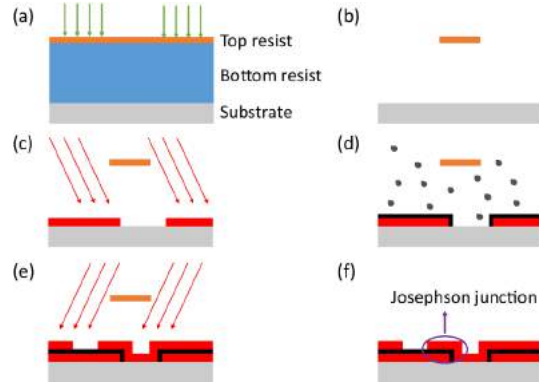 (a)
Top resist
Bottom resist
Substrate
(b)
(c)
(d)
(e)
(f)
Josephson junction